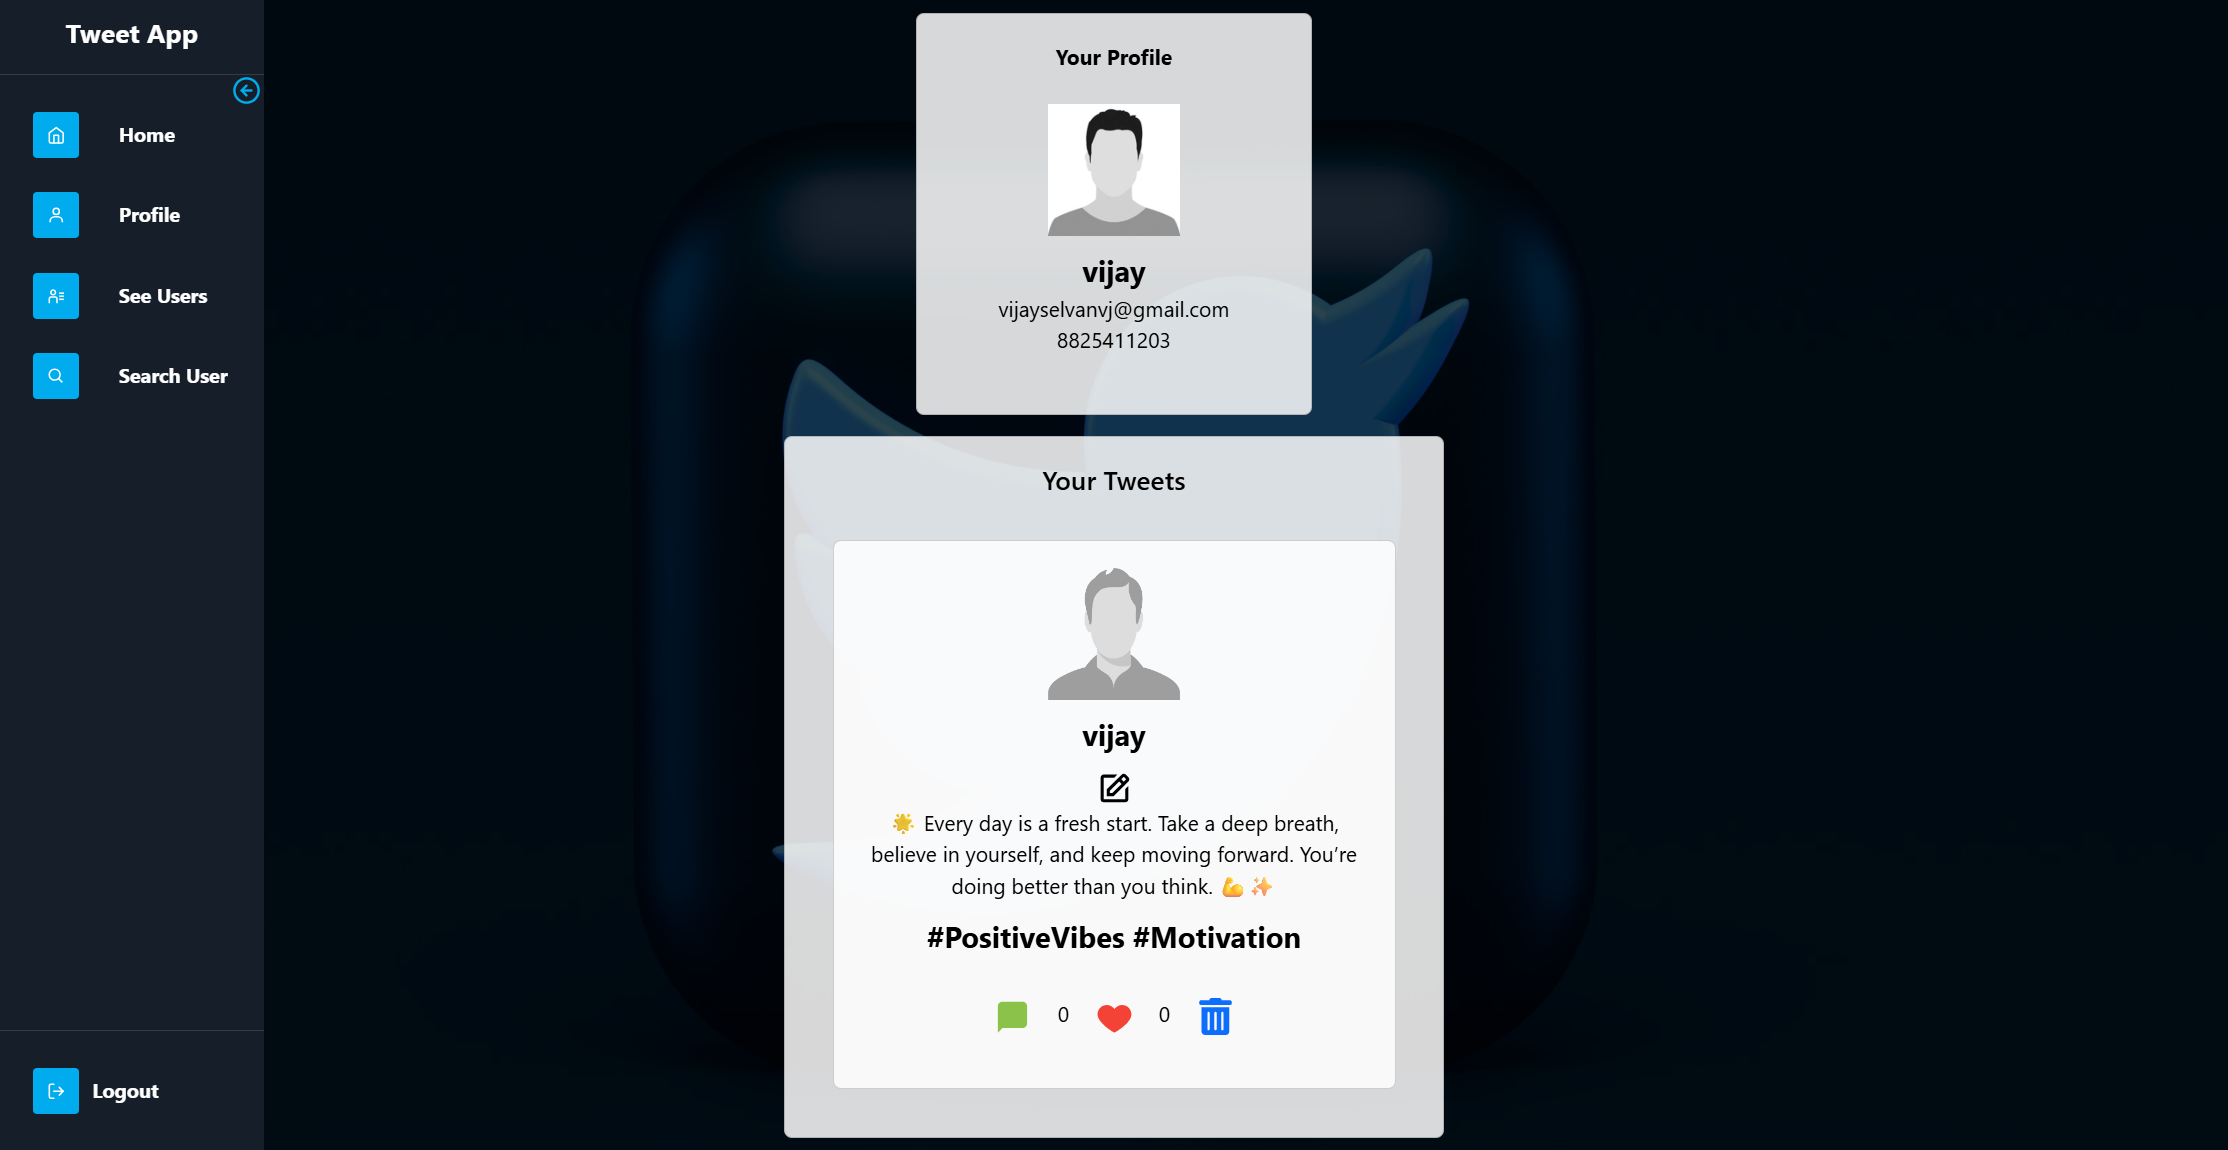 Tweet App
Home
Profile
See Users
Search User
Logout
Your Profile
vijay
vijayselvanvj@gmail.com
8825411203
Your Tweets
vijay
🌟 Every day is a fresh start. Take a deep breath,
believe in yourself, and keep moving forward. You’re
doing better than you think. 💪✨
#PositiveVibes #Motivation
0 0